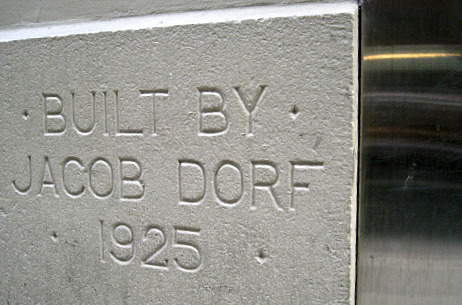 · BUILT BY ·
JACOB DORF
· 1925 ·